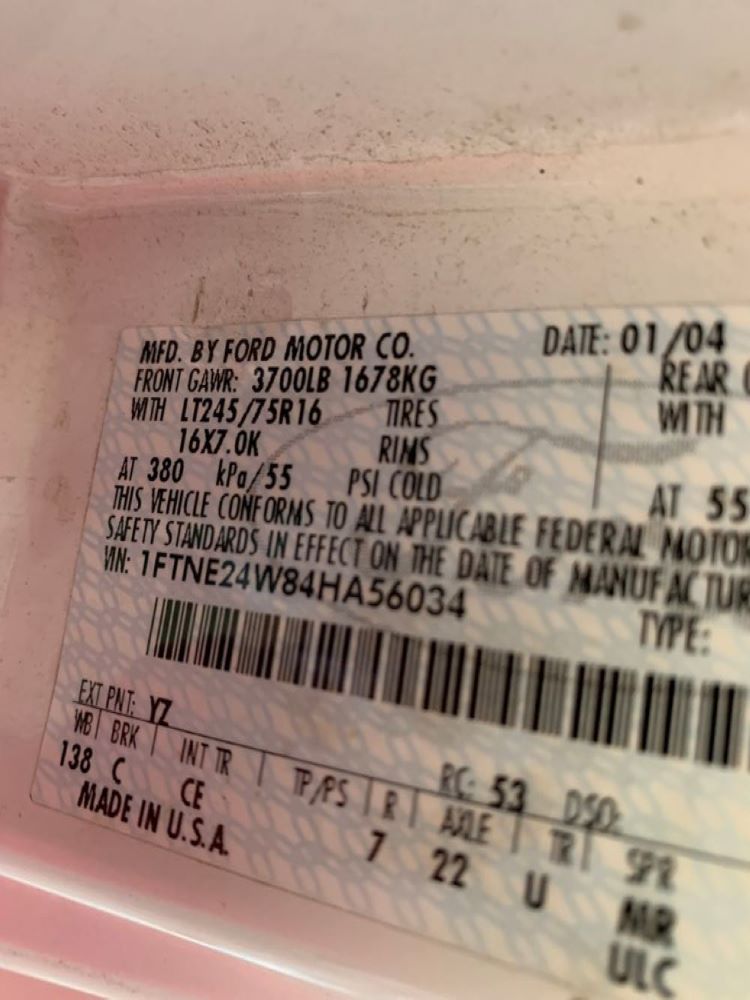 MFD. BY FORD MOTOR CO. DATE: 01/04
FRONT GAWR: 3700LB 1678KG REAR
WITH LT245/75R16 TIRES WITH
16X7.0K RIMS
AT 380 kPa/55 PSI COLD AT 55
THIS VEHICLE CONFORMS TO ALL APPLICABLE FEDERAL MOTOR
SAFETY STANDARDS IN EFFECT ON THE DATE OF MANUFACTUR
VIN: 1FTNE24W84HA56034
TYPE:
EXT PNT: YZ RC: 53 DSO:
WB BRK INT TR TP/PS R AXLE TR SPR
138 C CE 7 22 U MR
MADE IN U.S.A. ULC